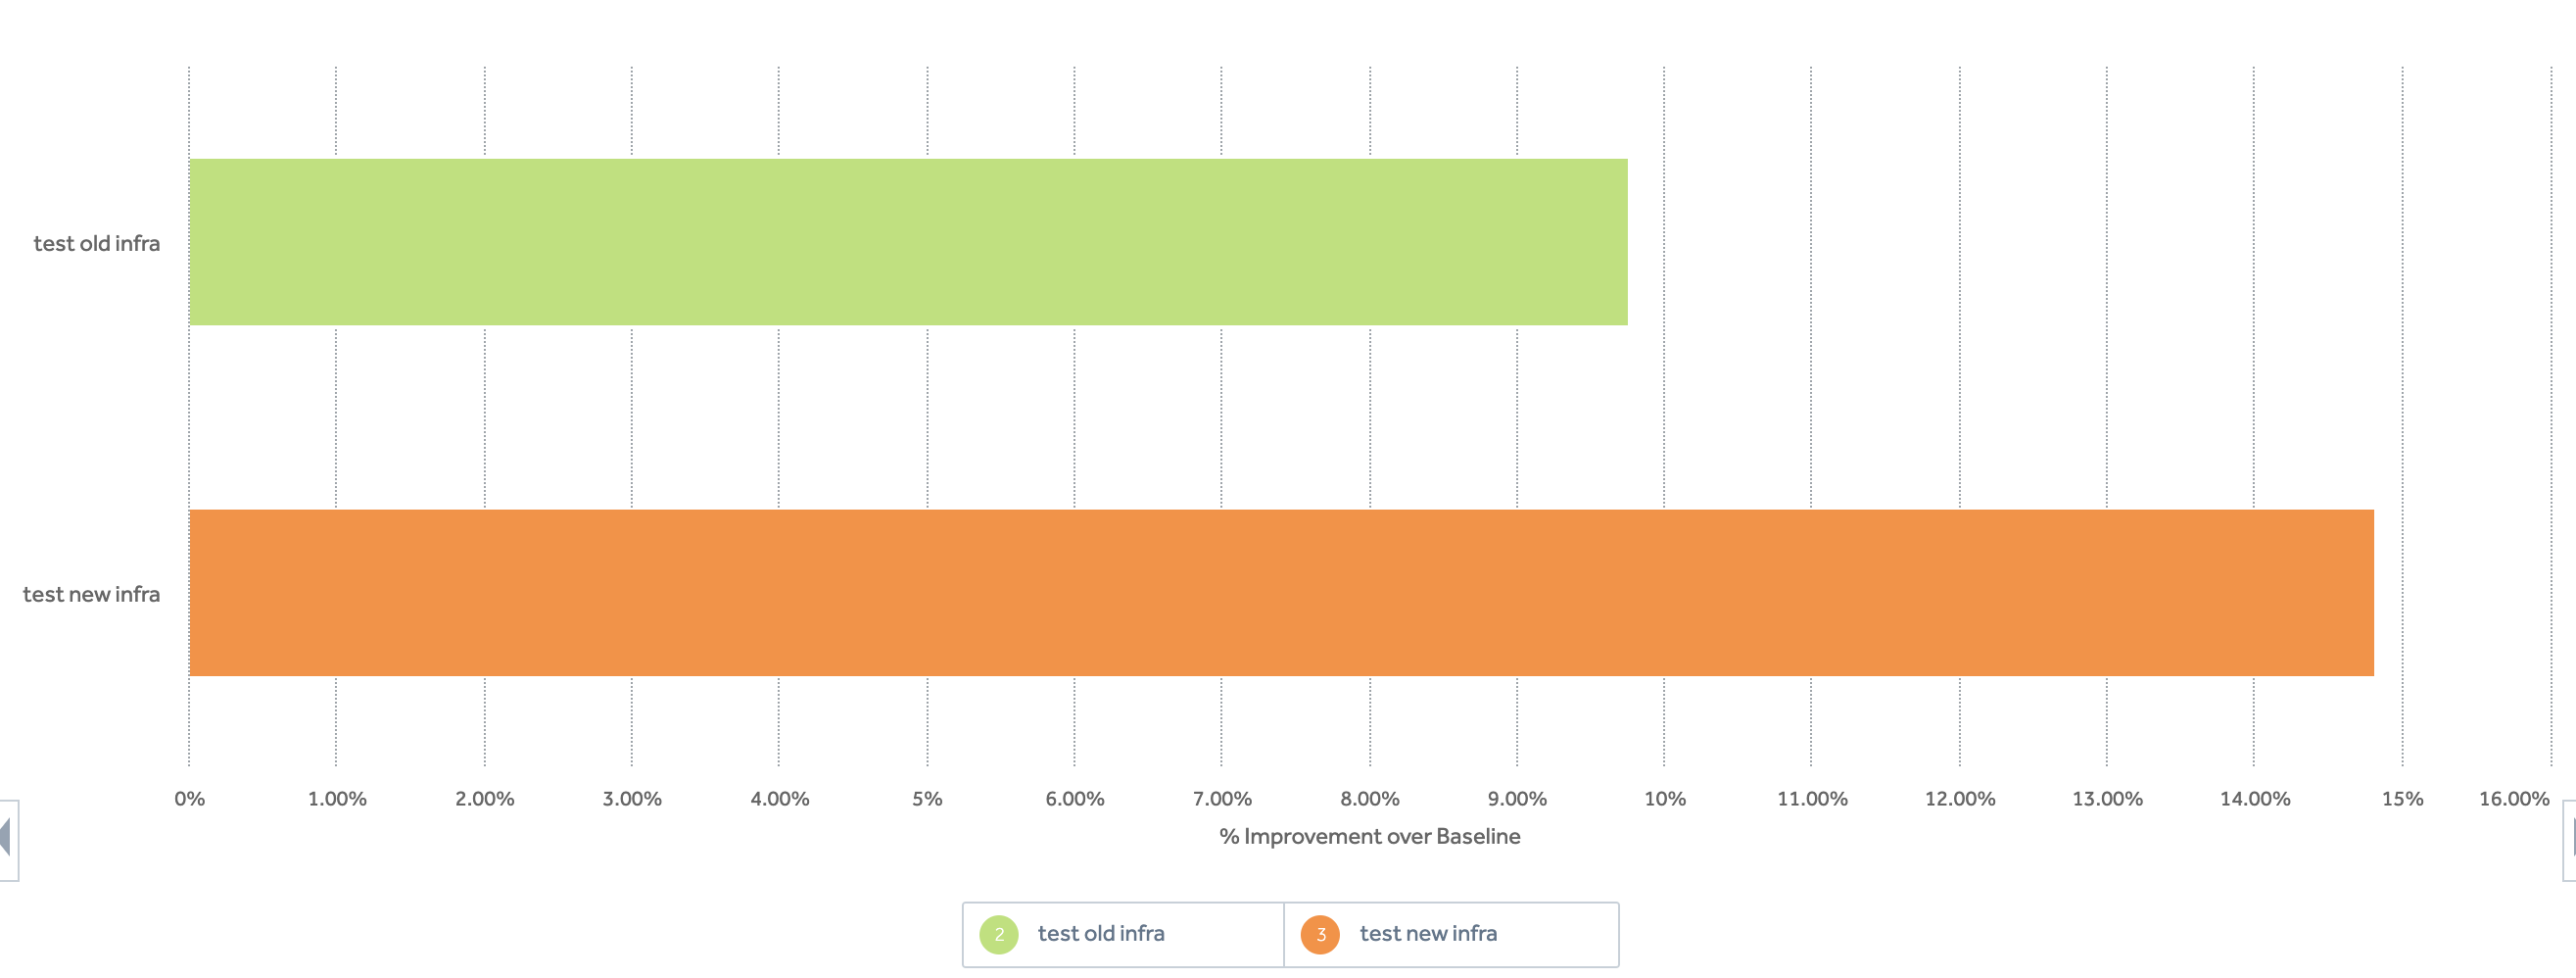 test old infra
test new infra
0% 1.00% 2.00% 3.00% 4.00% 5% 6.00% 7.00% 8.00% 9.00% 10% 11.00% 12.00% 13.00% 14.00% 15% 16.00%
% Improvement over Baseline
2 test old infra 3 test new infra